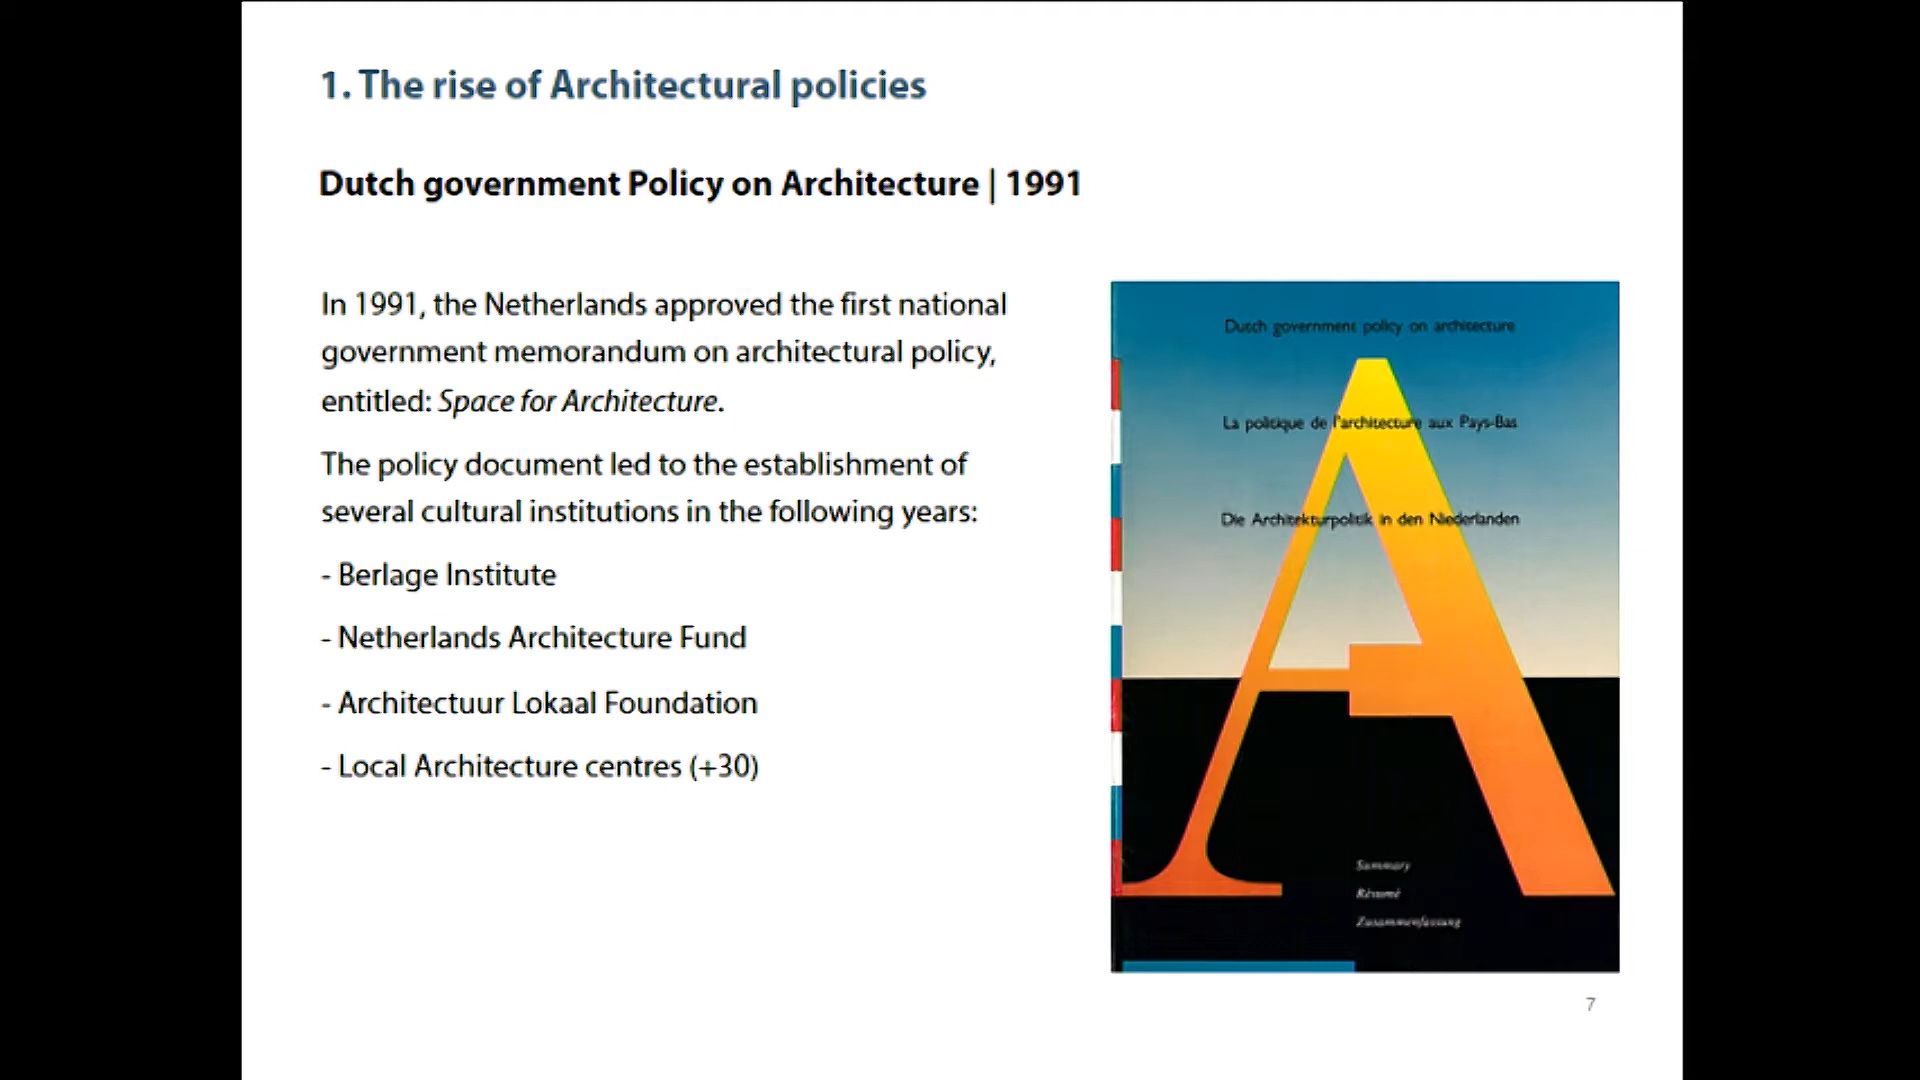 1. The rise of Architectural policies
Dutch government Policy on Architecture | 1991
In 1991, the Netherlands approved the first national
government memorandum on architectural policy,
entitled: Space for Architecture.
The policy document led to the establishment of
several cultural institutions in the following years:
- Berlage Institute
- Netherlands Architecture Fund
- Architectuur Lokaal Foundation
- Local Architecture centres (+30)
Dutch government policy on architecture
La politique de l'architecture aux Pays-Bas
Die Architekturpolitik in den Niederlanden
A
Summary
Résumé
Zusammenfassung
7